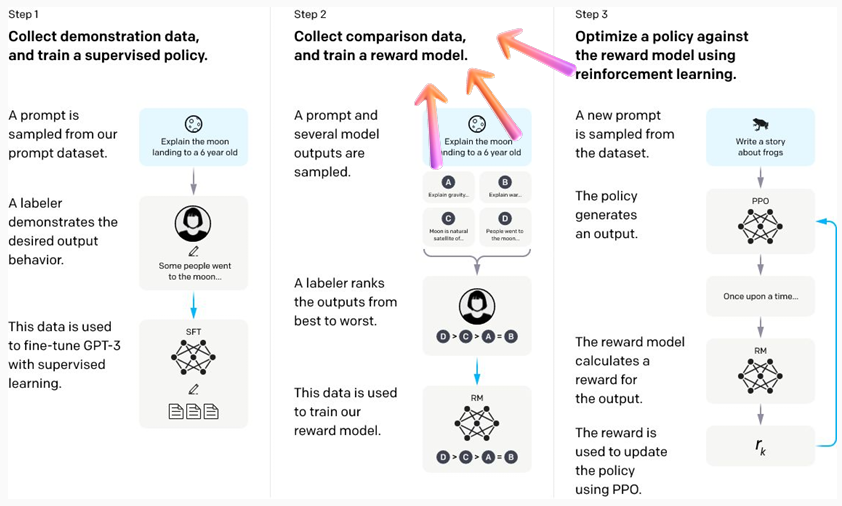 Step 1
Collect demonstration data,
and train a supervised policy.
A prompt is
sampled from our
prompt dataset.
Explain the moon
landing to a 6 year old
A labeler
demonstrates the
desired output
behavior.
Some people went
to the moon...
This data is used
to fine-tune GPT-3
with supervised
learning.
SFT
Step 2
Collect comparison data,
and train a reward model.
A prompt and
several model
outputs are
sampled.
Explain the moon
landing to a 6 year old
A
Explain gravity...
B
Explain war...
C
Moon is natural
satellite of...
D
People went to
the moon...
A labeler ranks
the outputs from
best to worst.
D > C > A = B
This data is used
to train our
reward model.
RM
D > C > A = B
Step 3
Optimize a policy against
the reward model using
reinforcement learning.
A new prompt
is sampled from
the dataset.
Write a story
about frogs
The policy
generates
an output.
PPO
Once upon a time...
The reward model
calculates a
reward for
the output.
RM
The reward is
used to update
the policy
using PPO.
rk